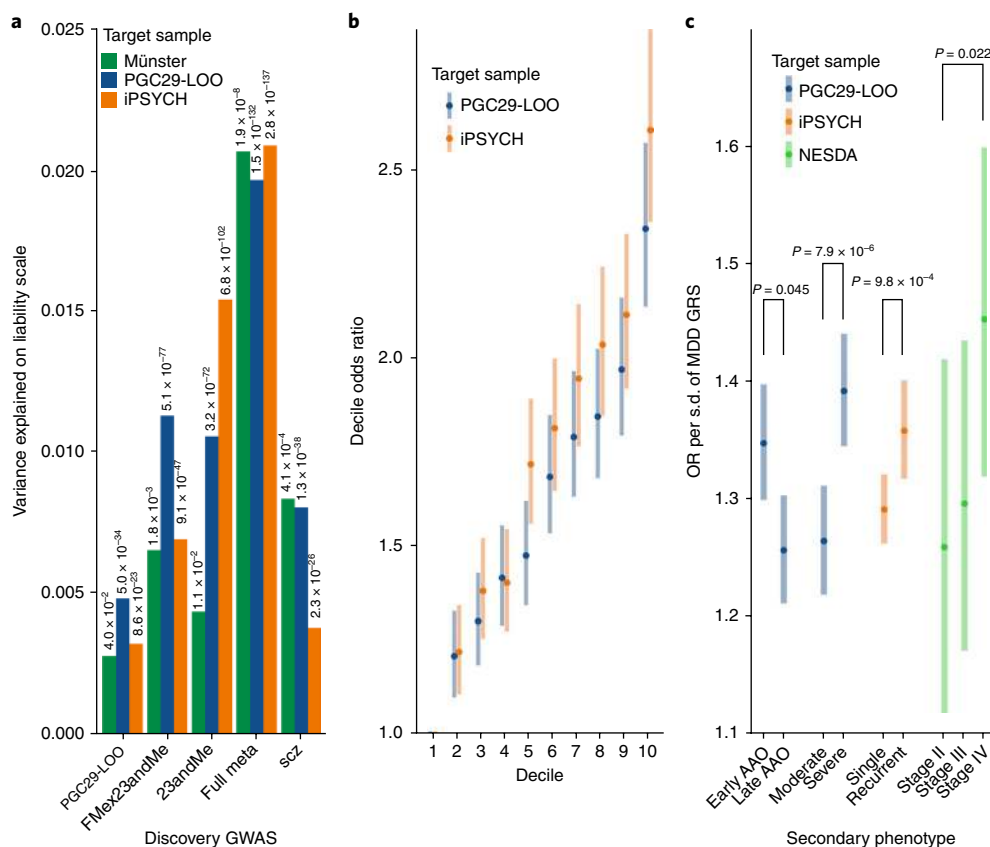 a
Target sample
Münster
PGC29-LOO
iPSYCH
Variance explained on liability scale
0.025
0.020
0.015
0.010
0.005
0.000
4.0 × 10⁻²
5.0 × 10⁻³⁴
8.6 × 10⁻²³
1.8 × 10⁻³
5.1 × 10⁻⁷⁷
9.1 × 10⁻⁴⁷
1.1 × 10⁻²
3.2 × 10⁻⁷²
6.8 × 10⁻¹⁰²
1.9 × 10⁻⁸
1.5 × 10⁻¹³²
2.8 × 10⁻¹³⁷
4.1 × 10⁻⁴
1.3 × 10⁻³⁸
2.3 × 10⁻²⁶
PGC29-LOO
FMex23andMe
23andMe
Full meta
scz
Discovery GWAS
b
Target sample
PGC29-LOO
iPSYCH
Decile odds ratio
2.5
2.0
1.5
1.0
1 2 3 4 5 6 7 8 9 10
Decile
c
Target sample
PGC29-LOO
iPSYCH
NESDA
OR per s.d. of MDD GRS
1.6
1.5
1.4
1.3
1.2
1.1
P = 0.045
P = 7.9 × 10⁻⁶
P = 9.8 × 10⁻⁴
P = 0.022
Early AAO
Late AAO
Moderate
Severe
Single
Recurrent
Stage II
Stage III
Stage IV
Secondary phenotype